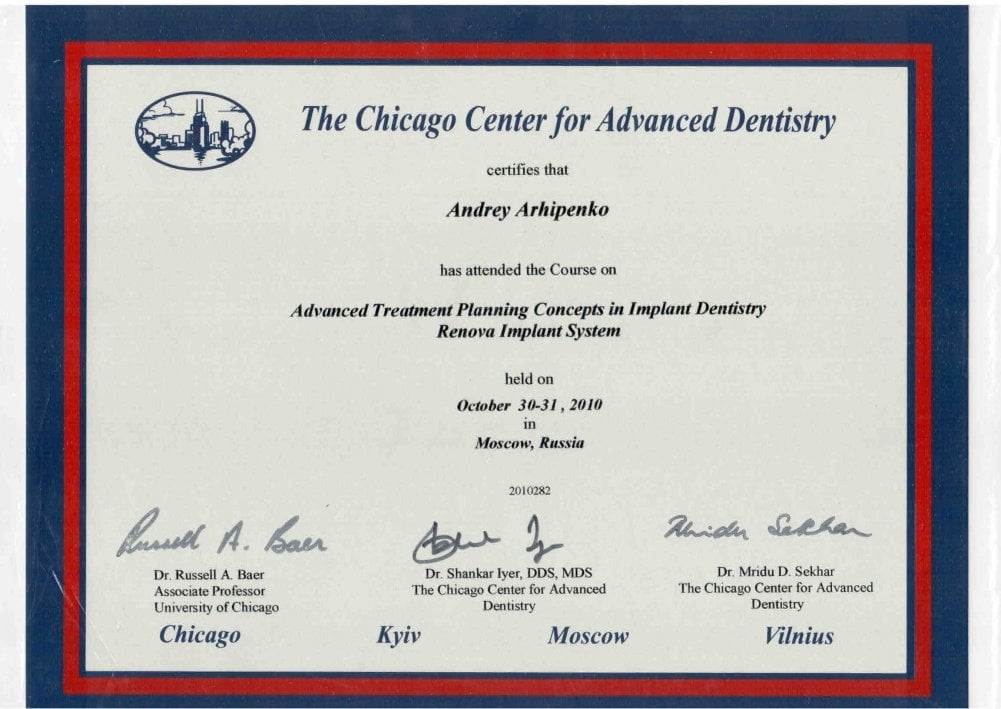 The Chicago Center for Advanced Dentistry
certifies that
Andrey Arhipenko
has attended the Course on
Advanced Treatment Planning Concepts in Implant Dentistry
Renova Implant System
held on
October 30-31, 2010
in
Moscow, Russia
2010282
Russell A. Baer
Mridu Sekhar
Dr. Russell A. Baer
Associate Professor
University of Chicago
Dr. Shankar Iyer, DDS, MDS
The Chicago Center for Advanced
Dentistry
Dr. Mridu D. Sekhar
The Chicago Center for Advanced
Dentistry
Chicago Kyiv Moscow Vilnius